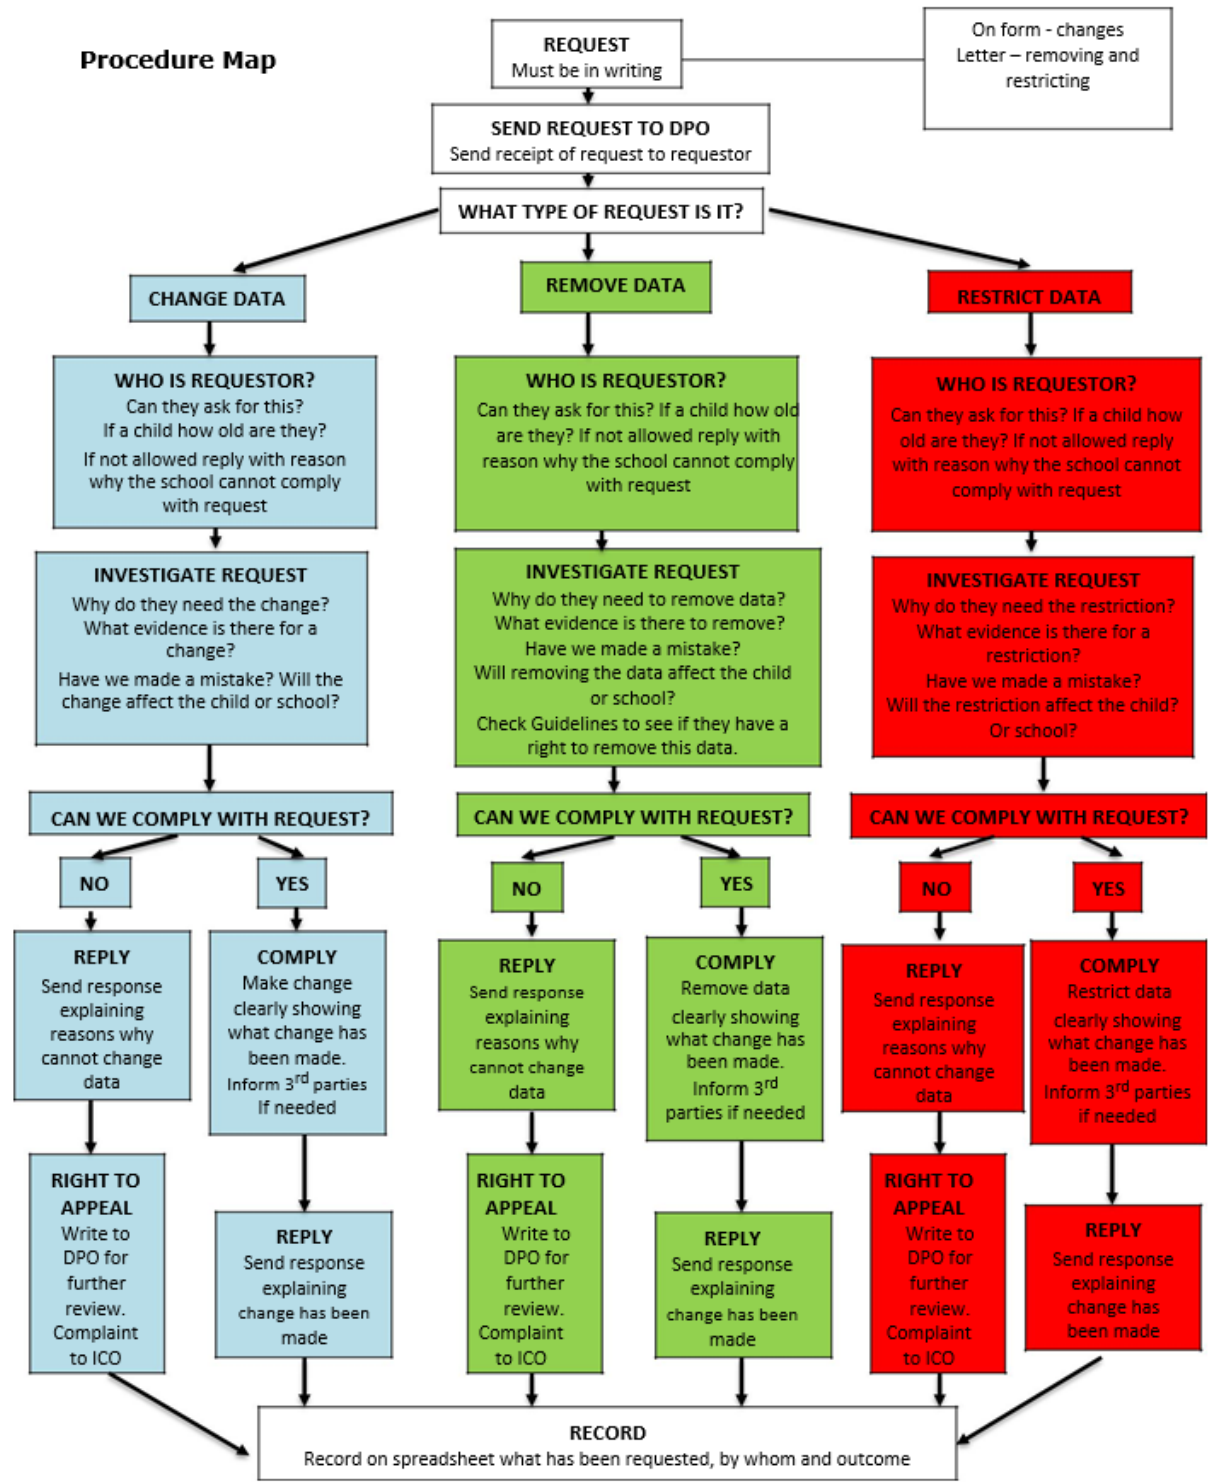 Procedure Map
REQUEST
Must be in writing
On form - changes
Letter – removing and
restricting
SEND REQUEST TO DPO
Send receipt of request to requestor
WHAT TYPE OF REQUEST IS IT?
CHANGE DATA
WHO IS REQUESTOR?
Can they ask for this?
If a child how old are they?
If not allowed reply with reason
why the school cannot comply
with request
INVESTIGATE REQUEST
Why do they need the change?
What evidence is there for a
change?
Have we made a mistake? Will the
change affect the child or school?
CAN WE COMPLY WITH REQUEST?
NO
REPLY
Send response
explaining
reasons why
cannot change
data
RIGHT TO
APPEAL
Write to
DPO for
further
review.
Complaint
to ICO
YES
COMPLY
Make change
clearly showing
what change has
been made.
Inform 3rd parties
If needed
REPLY
Send response
explaining
change has been
made
REMOVE DATA
WHO IS REQUESTOR?
Can they ask for this? If a child how old
are they? If not allowed reply with
reason why the school cannot comply
with request
INVESTIGATE REQUEST
Why do they need to remove data?
What evidence is there to remove?
Have we made a mistake?
Will removing the data affect the child
or school?
Check Guidelines to see if they have a
right to remove this data.
CAN WE COMPLY WITH REQUEST?
NO
REPLY
Send response
explaining
reasons why
cannot change
data
RIGHT TO
APPEAL
Write to
DPO for
further
review.
Complaint
to ICO
YES
COMPLY
Remove data
clearly showing
what change has
been made.
Inform 3rd
parties if needed
REPLY
Send response
explaining
change has been
made
RESTRICT DATA
WHO IS REQUESTOR?
Can they ask for this? If a child how
old are they? If not allowed reply
with reason why the school cannot
comply with request
INVESTIGATE REQUEST
Why do they need the restriction?
What evidence is there for a
restriction?
Have we made a mistake?
Will the restriction affect the child?
Or school?
CAN WE COMPLY WITH REQUEST?
NO
REPLY
Send response
explaining
reasons why
cannot change
data
RIGHT TO
APPEAL
Write to
DPO for
further
review.
Complaint
to ICO
YES
COMPLY
Restrict data
clearly showing
what change has
been made.
Inform 3rd parties
if needed
REPLY
Send response
explaining
change has
been made
RECORD
Record on spreadsheet what has been requested, by whom and outcome